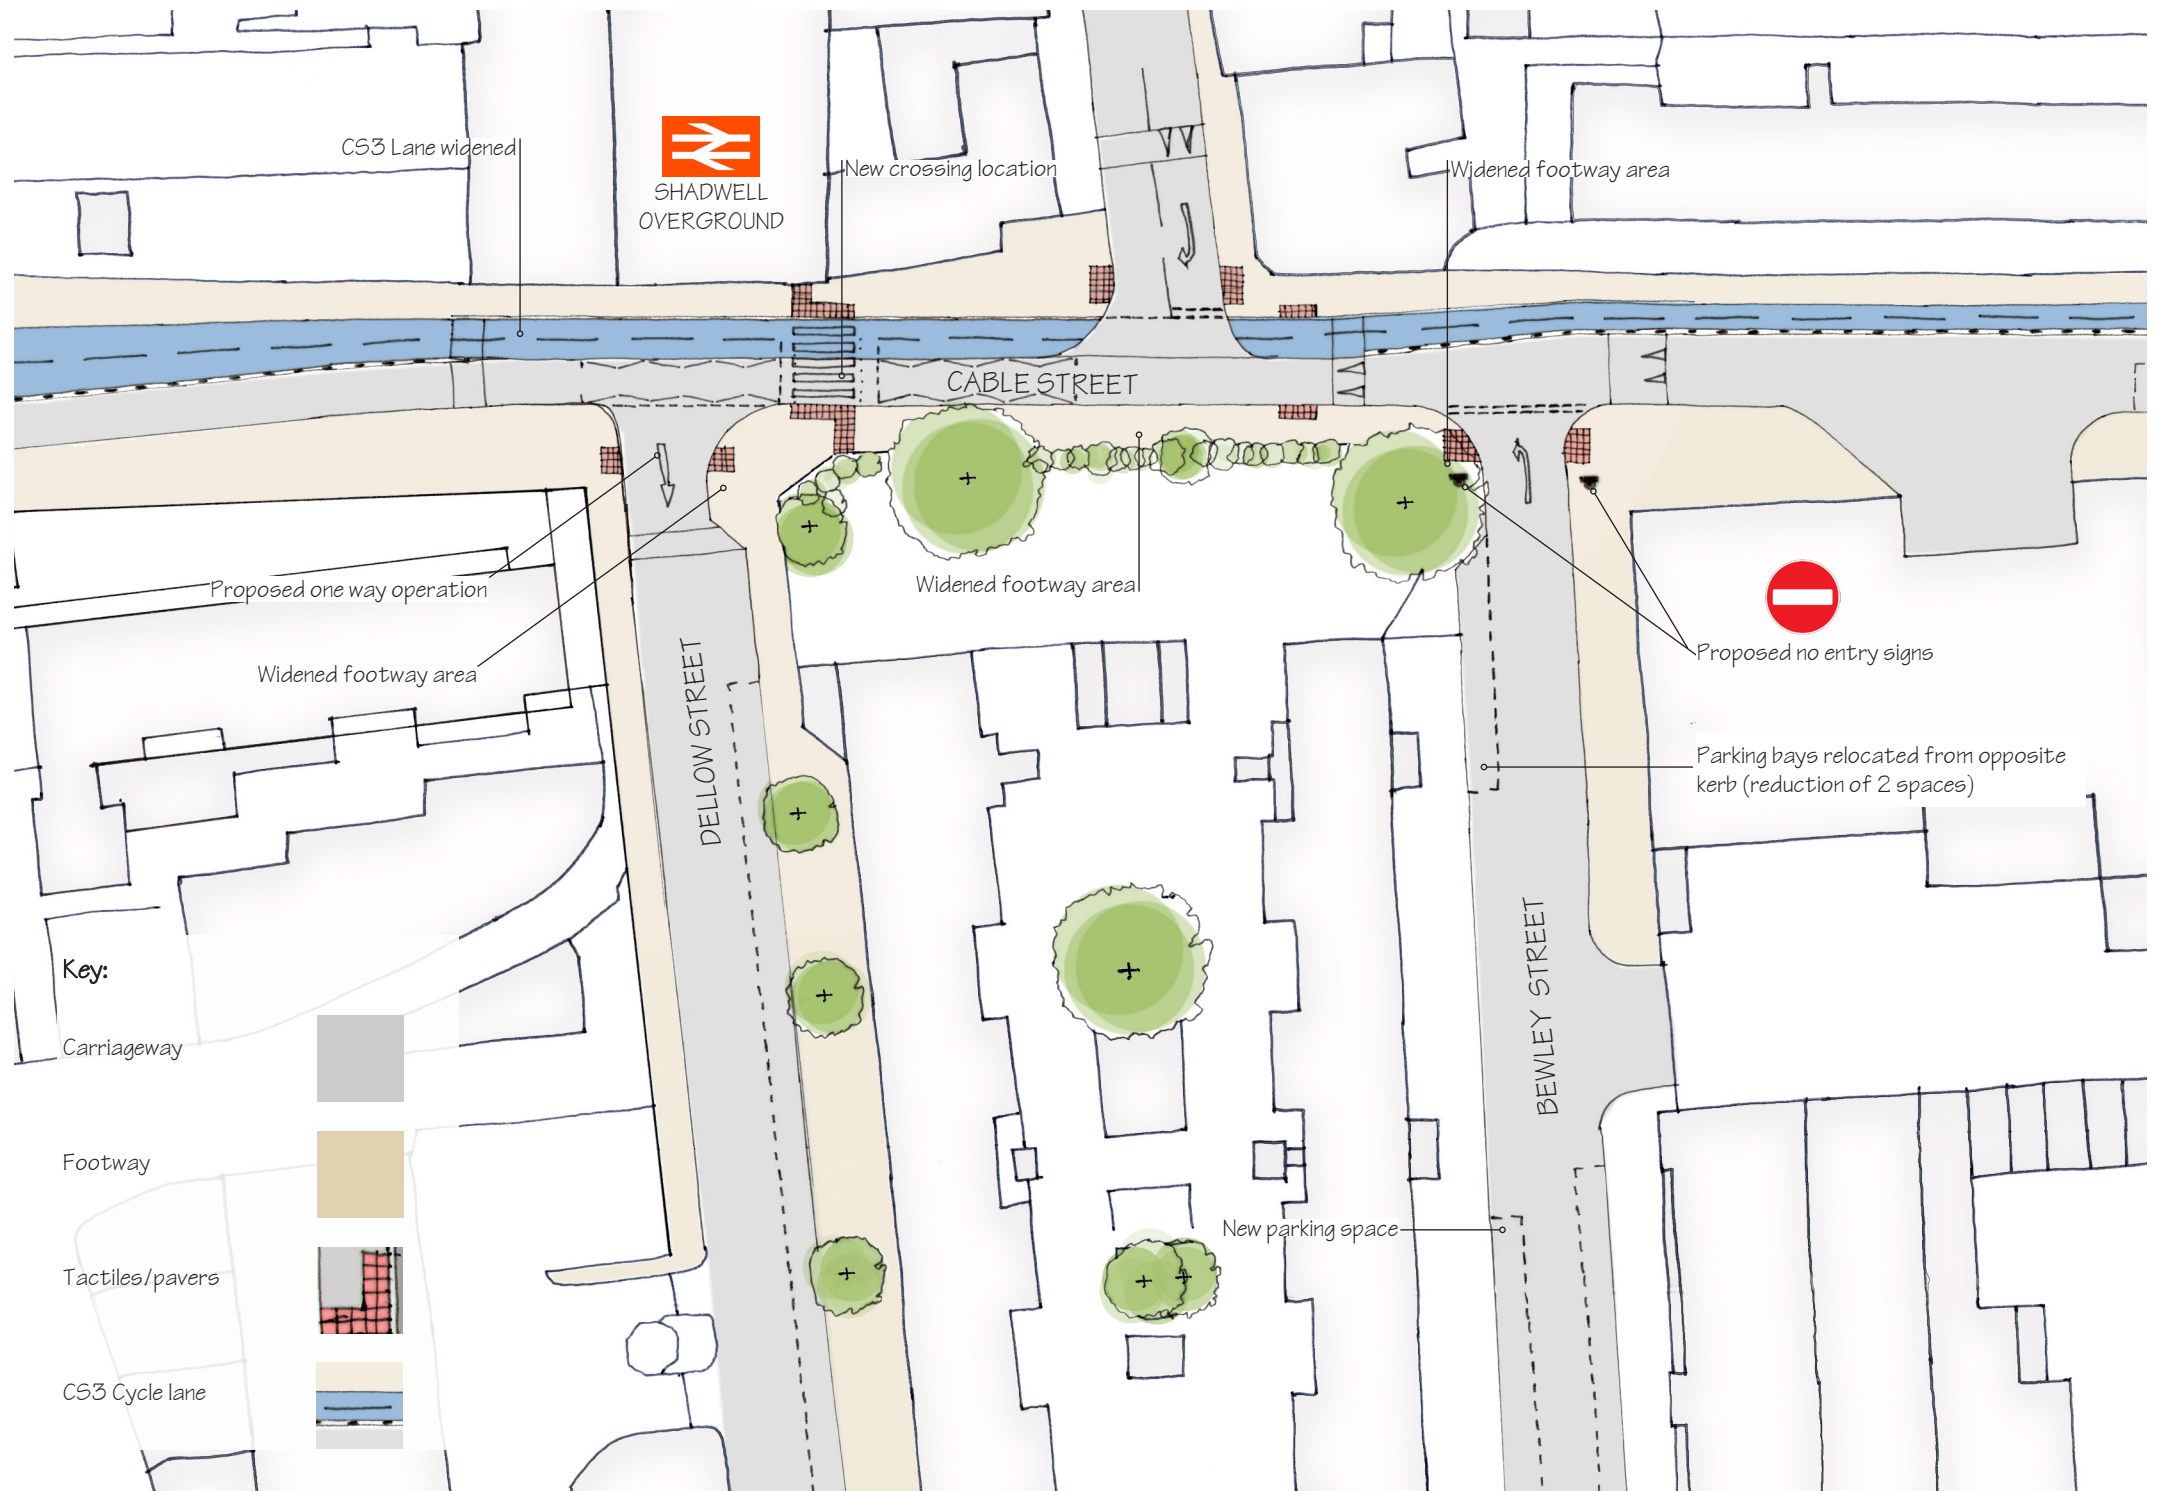 CS3 Lane widened
SHADWELL
OVERGROUND
New crossing location
Widened footway area
CABLE STREET
Proposed one way operation
Widened footway area
Widened footway area
Proposed no entry signs
DELLOW STREET
Parking bays relocated from opposite
kerb (reduction of 2 spaces)
BEWLEY STREET
New parking space
Key:
Carriageway
Footway
Tactiles/pavers
CS3 Cycle lane